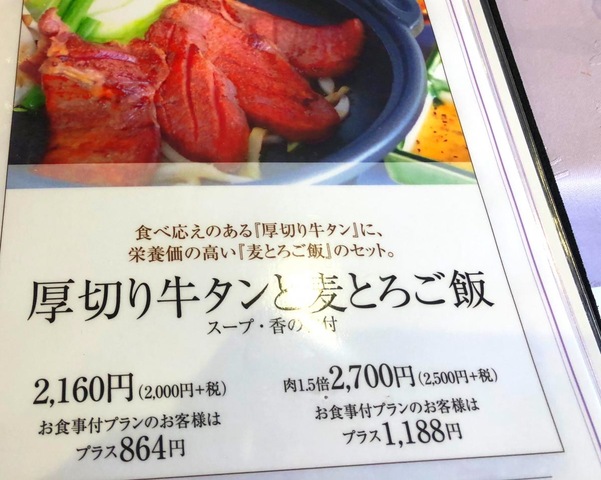 食べ応えのある『厚切り牛タン』に、
栄養価の高い『麦とろご飯』のセット。
厚切り牛タンと麦とろご飯
スープ・香の 付
2,160円(2,000円+税)
お食事付プランのお客様は
プラス864円
肉1.5倍2,700円(2,500円+税)
お食事付プランのお客様は
プラス1,188円